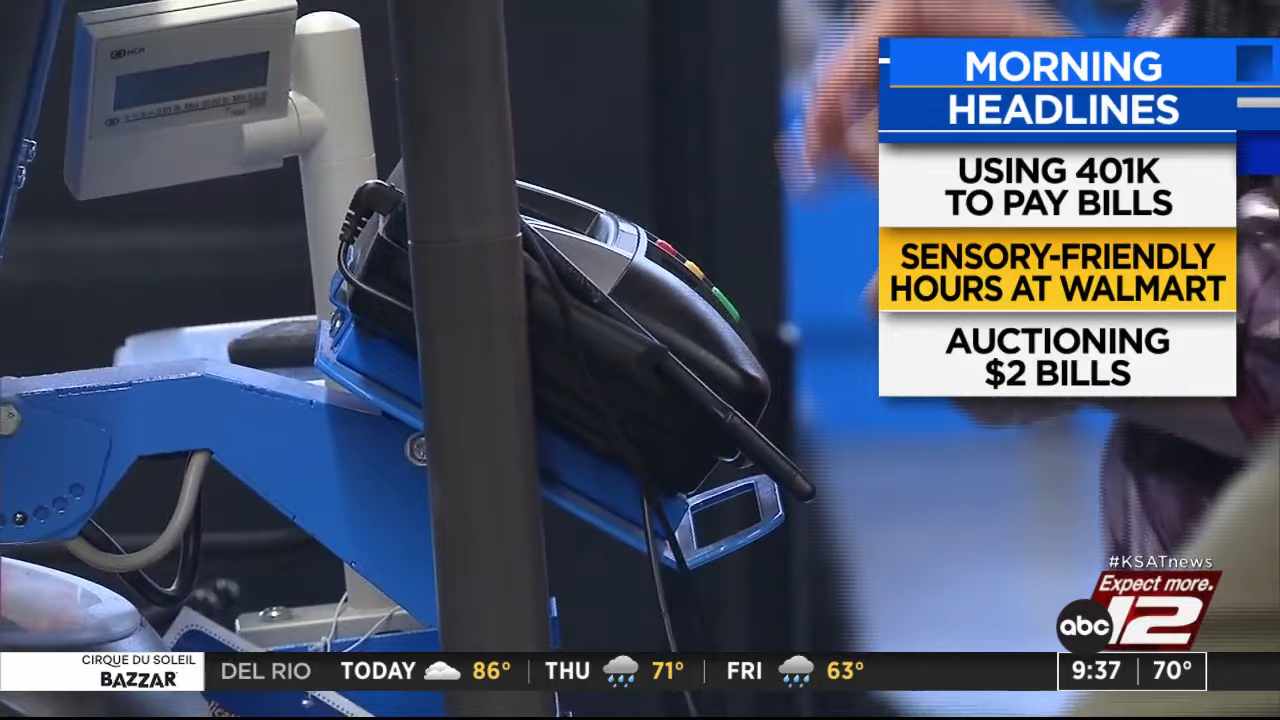 NCR
MORNING
HEADLINES
USING 401K
TO PAY BILLS
SENSORY-FRIENDLY
HOURS AT WALMART
AUCTIONING
$2 BILLS
#KSATnews
Expect more.
abc 12
CIRQUE DU SOLEIL
BAZZAR
DEL RIO TODAY 86° THU 71° FRI 63° 9:37 70°